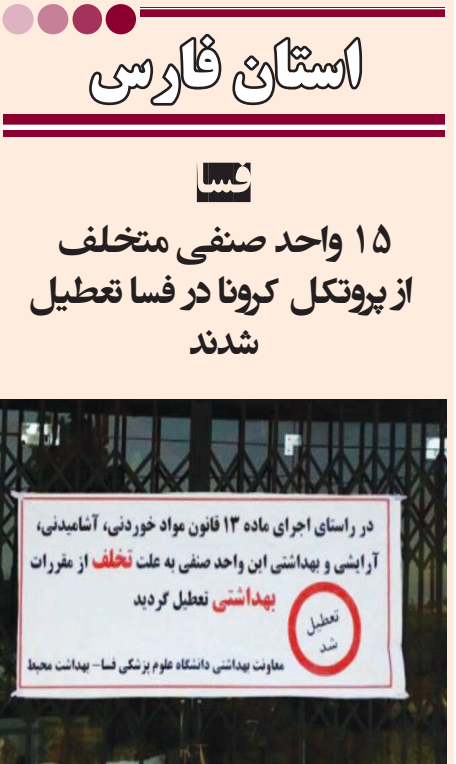 استان فارس
فسا
۱۵ واحد صنفی متخلف
از پروتکل کرونا در فسا تعطیل
شدند
در راستای اجرای ماده ۱۳ قانون مواد خوردنی، آشامیدنی،
آرایشی و بهداشتی این واحد صنفی به علت تخلف از مقررات
بهداشتی تعطیل گردید
تعطیل
شد
معاونت بهداشتی دانشگاه علوم پزشکی فسا- بهداشت محیط